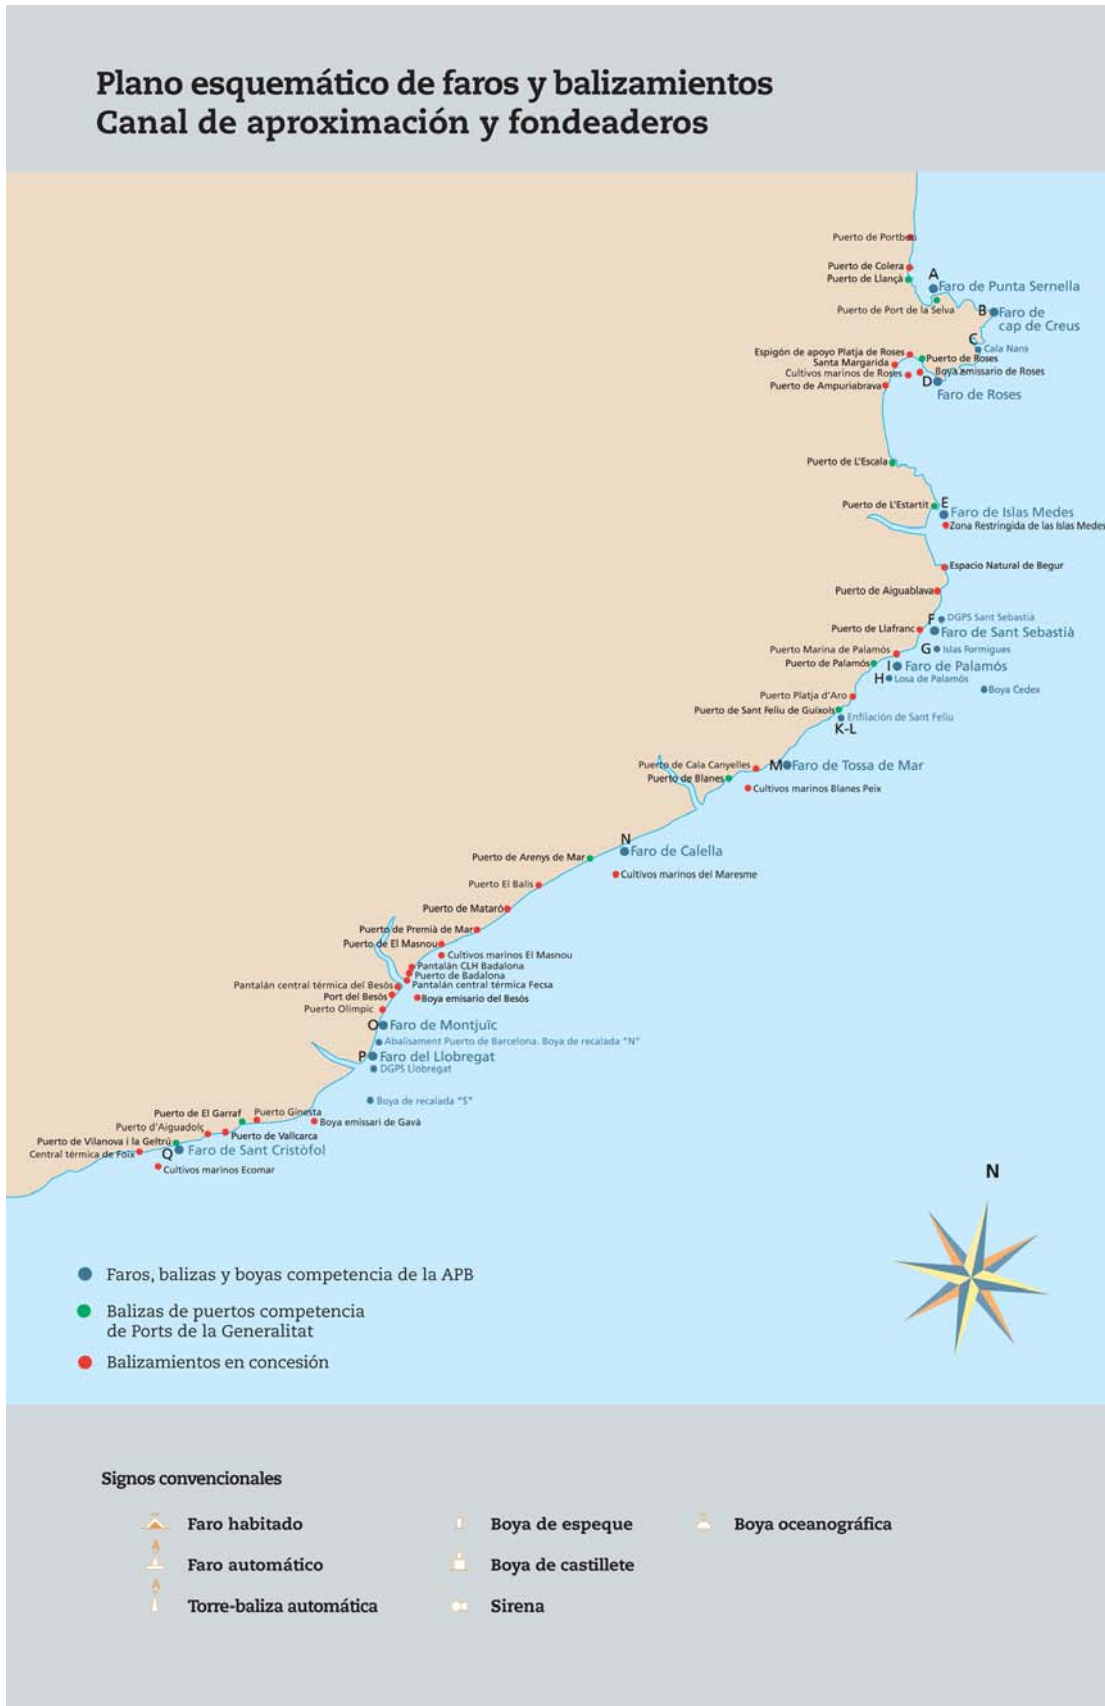 Plano esquemático de faros y balizamientos
Canal de aproximación y fondeaderos
Puerto de Portbou
Puerto de Colera
A
Puerto de Llançà
Faro de Punta Sernella
Puerto de Port de la Selva
B
Faro de
cap de Creus
C
Cala Nans
Espigón de apoyo Platja de Roses
Puerto de Roses
Santa Margarida
Cultivos marinos de Roses
Boya emissario de Roses
Puerto de Ampuriabrava
D
Faro de Roses
Puerto de L'Escala
Puerto de L'Estartit
E
Faro de Islas Medes
Zona Restringida de las Islas Medes
Espacio Natural de Begur
Puerto de Aiguablava
F
DGPS Sant Sebastià
Puerto de Llafranc
Faro de Sant Sebastià
Puerto Marina de Palamós
G
Islas Formigues
Puerto de Palamós
I
Faro de Palamós
H
Losa de Palamós
Boya Cedex
Puerto Platja d'Aro
Puerto de Sant Feliu de Guíxols
Enfilación de Sant Feliu
K-L
Puerto de Cala Canyelles
M
Faro de Tossa de Mar
Puerto de Blanes
Cultivos marinos Blanes Peix
N
Faro de Calella
Puerto de Arenys de Mar
Cultivos marinos del Maresme
Puerto El Balis
Puerto de Mataró
Puerto de Premià de Mar
Puerto de El Masnou
Cultivos marinos El Masnou
Pantalán CLH Badalona
Puerto de Badalona
Pantalán central térmica del Besòs
Pantalán central térmica Fecsa
Port del Besòs
Boya emisario del Besós
Puerto Olímpic
O
Faro de Montjuïc
Abalisament Puerto de Barcelona. Boya de recalada "N"
P
Faro del Llobregat
DGPS Llobregat
Boya de recalada "S"
Puerto de El Garraf
Puerto Ginesta
Boya emissari de Gavà
Puerto d'Aiguadolç
Puerto de Vallcarca
Puerto de Vilanova i la Geltrú
Central térmica de Foix
Q
Faro de Sant Cristòfol
Cultivos marinos Ecomar
N
Faros, balizas y boyas competencia de la APB
Balizas de puertos competencia
de Ports de la Generalitat
Balizamientos en concesión
Signos convencionales
Faro habitado
Boya de espeque
Boya oceanográfica
Faro automático
Boya de castillete
Torre-baliza automática
Sirena